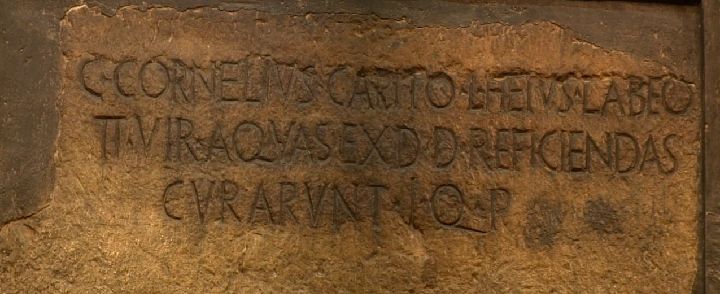 C·CORNELIVS·CARITO·L·HEIVS·LABEO
II·VIR·AQVAS EX·D·D·REFICIENDAS
CVRARVNT·I·Q·P